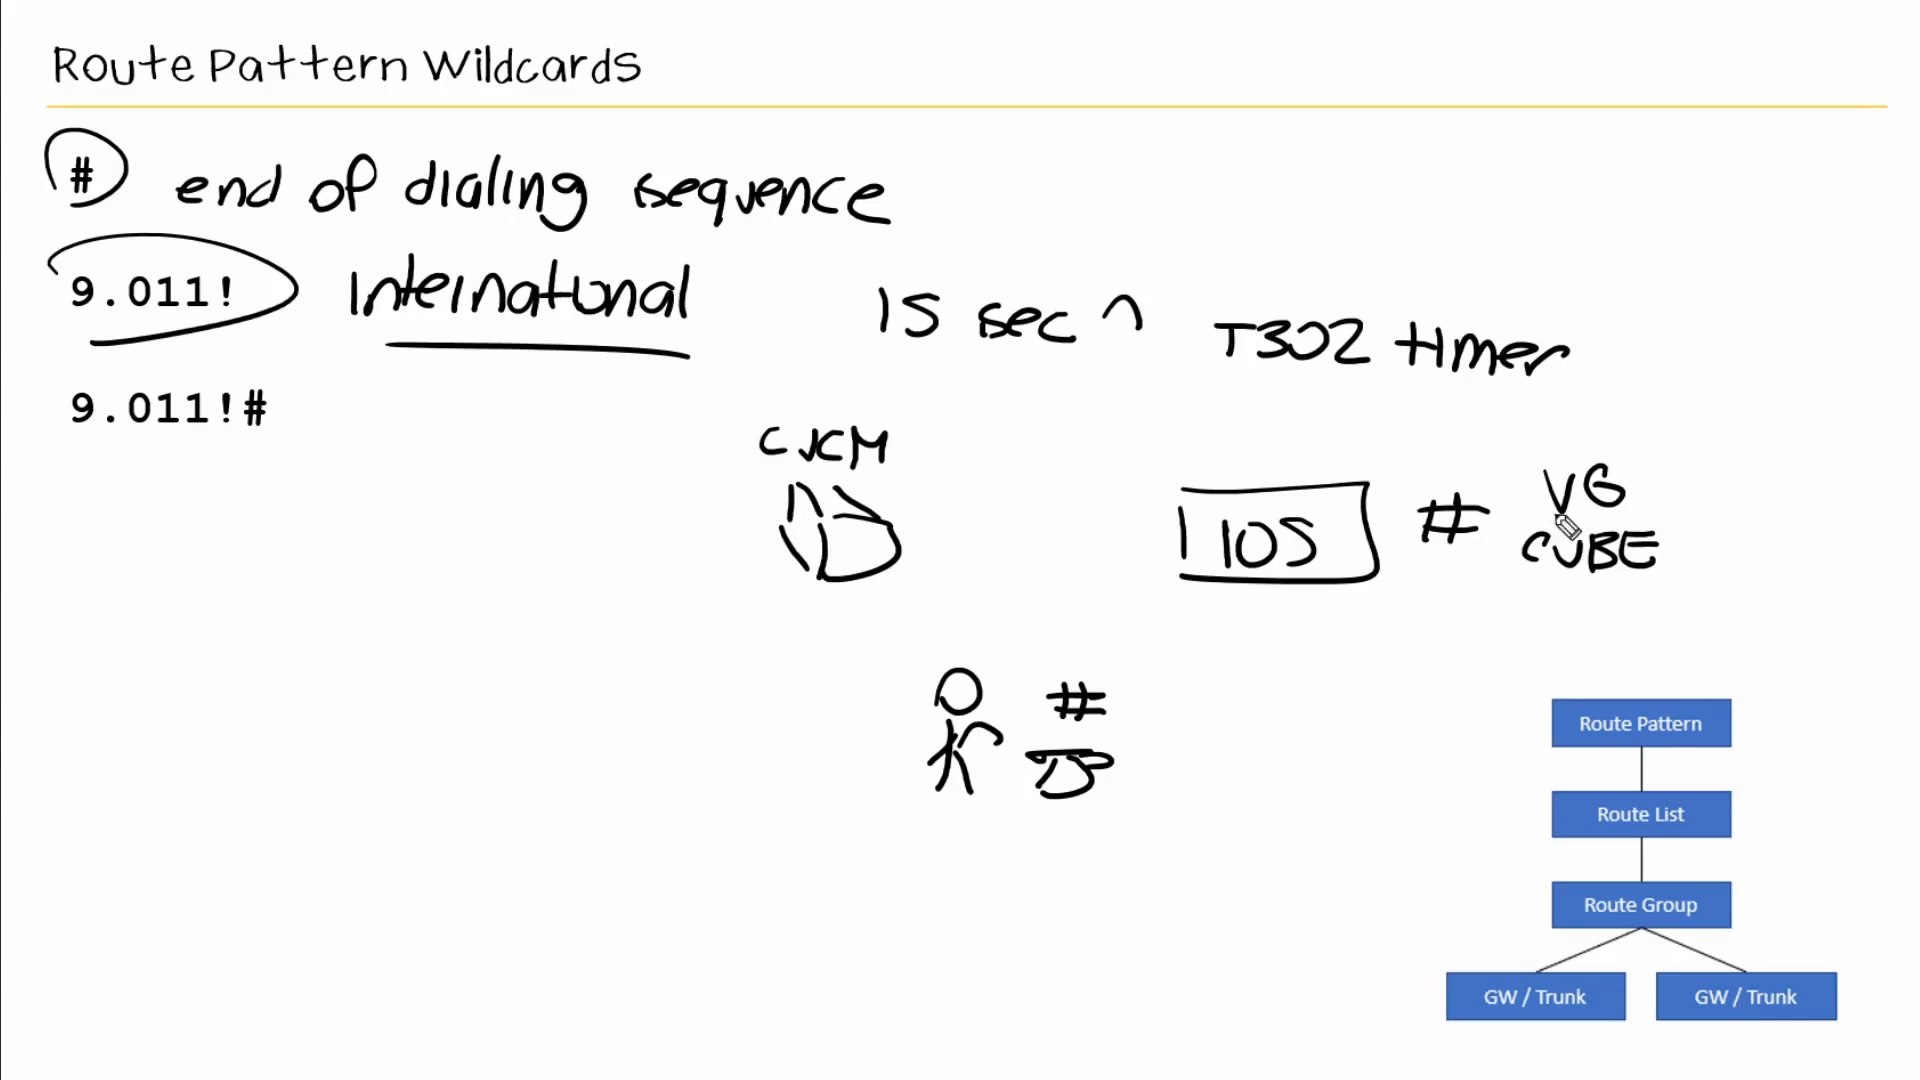 Route Pattern Wildcards
# end of dialing sequence
9.011! International
15 sec
T302 timer
9.011!#
CUCM
IOS # VG
CUBE
#
Route Pattern
Route List
Route Group
GW / Trunk GW / Trunk